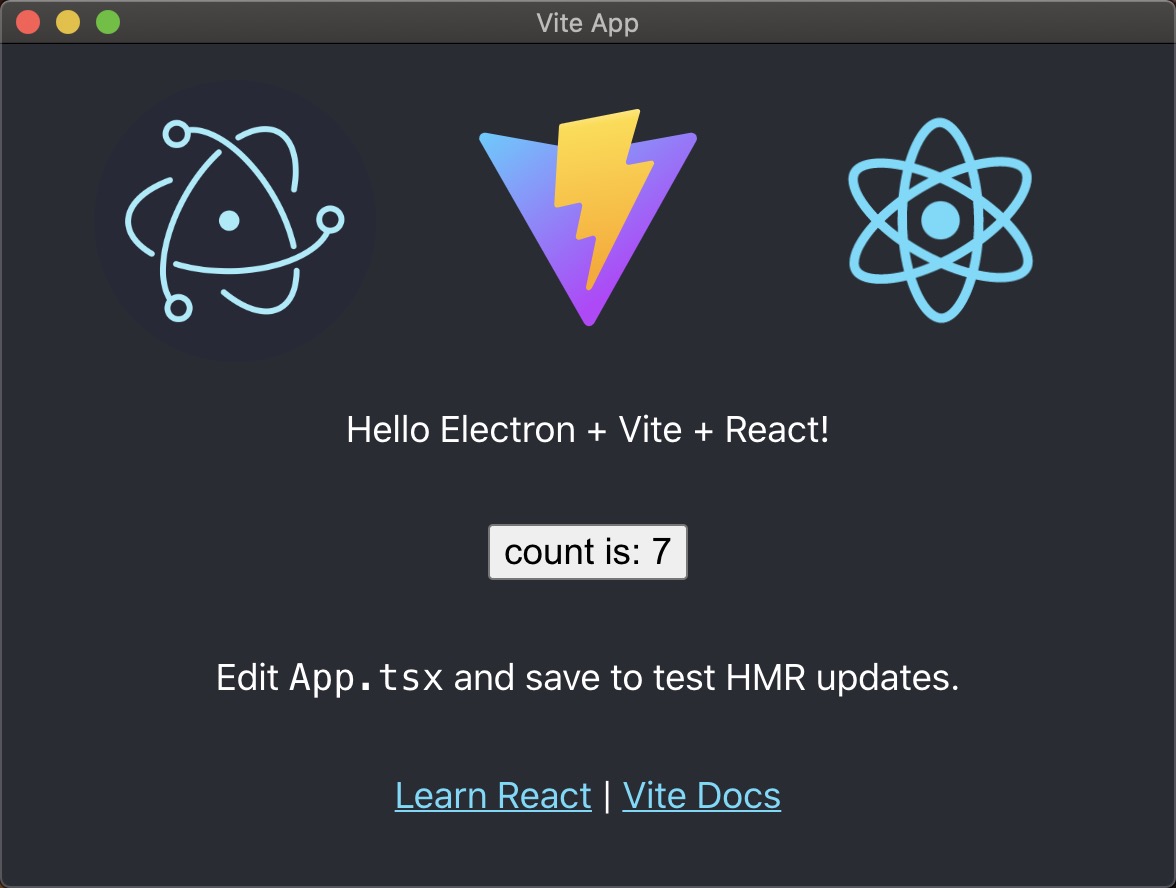 Vite App
Hello Electron + Vite + React!
count is: 7
Edit App.tsx and save to test HMR updates.
Learn React | Vite Docs